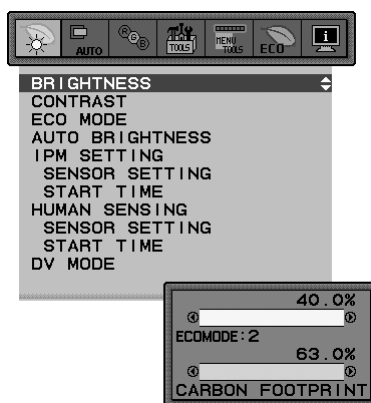 AUTO RGB TOOLS MENU TOOLS ECO i
BRIGHTNESS
CONTRAST
ECO MODE
AUTO BRIGHTNESS
IPM SETTING
SENSOR SETTING
START TIME
HUMAN SENSING
SENSOR SETTING
START TIME
DV MODE
40.0%
ECOMODE:2
63.0%
CARBON FOOTPRINT